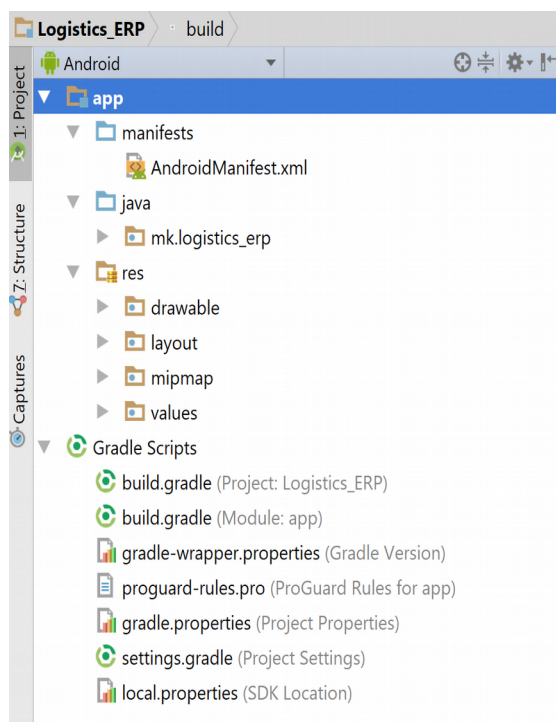 Logistics_ERP build
Android
1: Project
7: Structure
Captures
app
manifests
AndroidManifest.xml
java
mk.logistics_erp
res
drawable
layout
mipmap
values
Gradle Scripts
build.gradle (Project: Logistics_ERP)
build.gradle (Module: app)
gradle-wrapper.properties (Gradle Version)
proguard-rules.pro (ProGuard Rules for app)
gradle.properties (Project Properties)
settings.gradle (Project Settings)
local.properties (SDK Location)